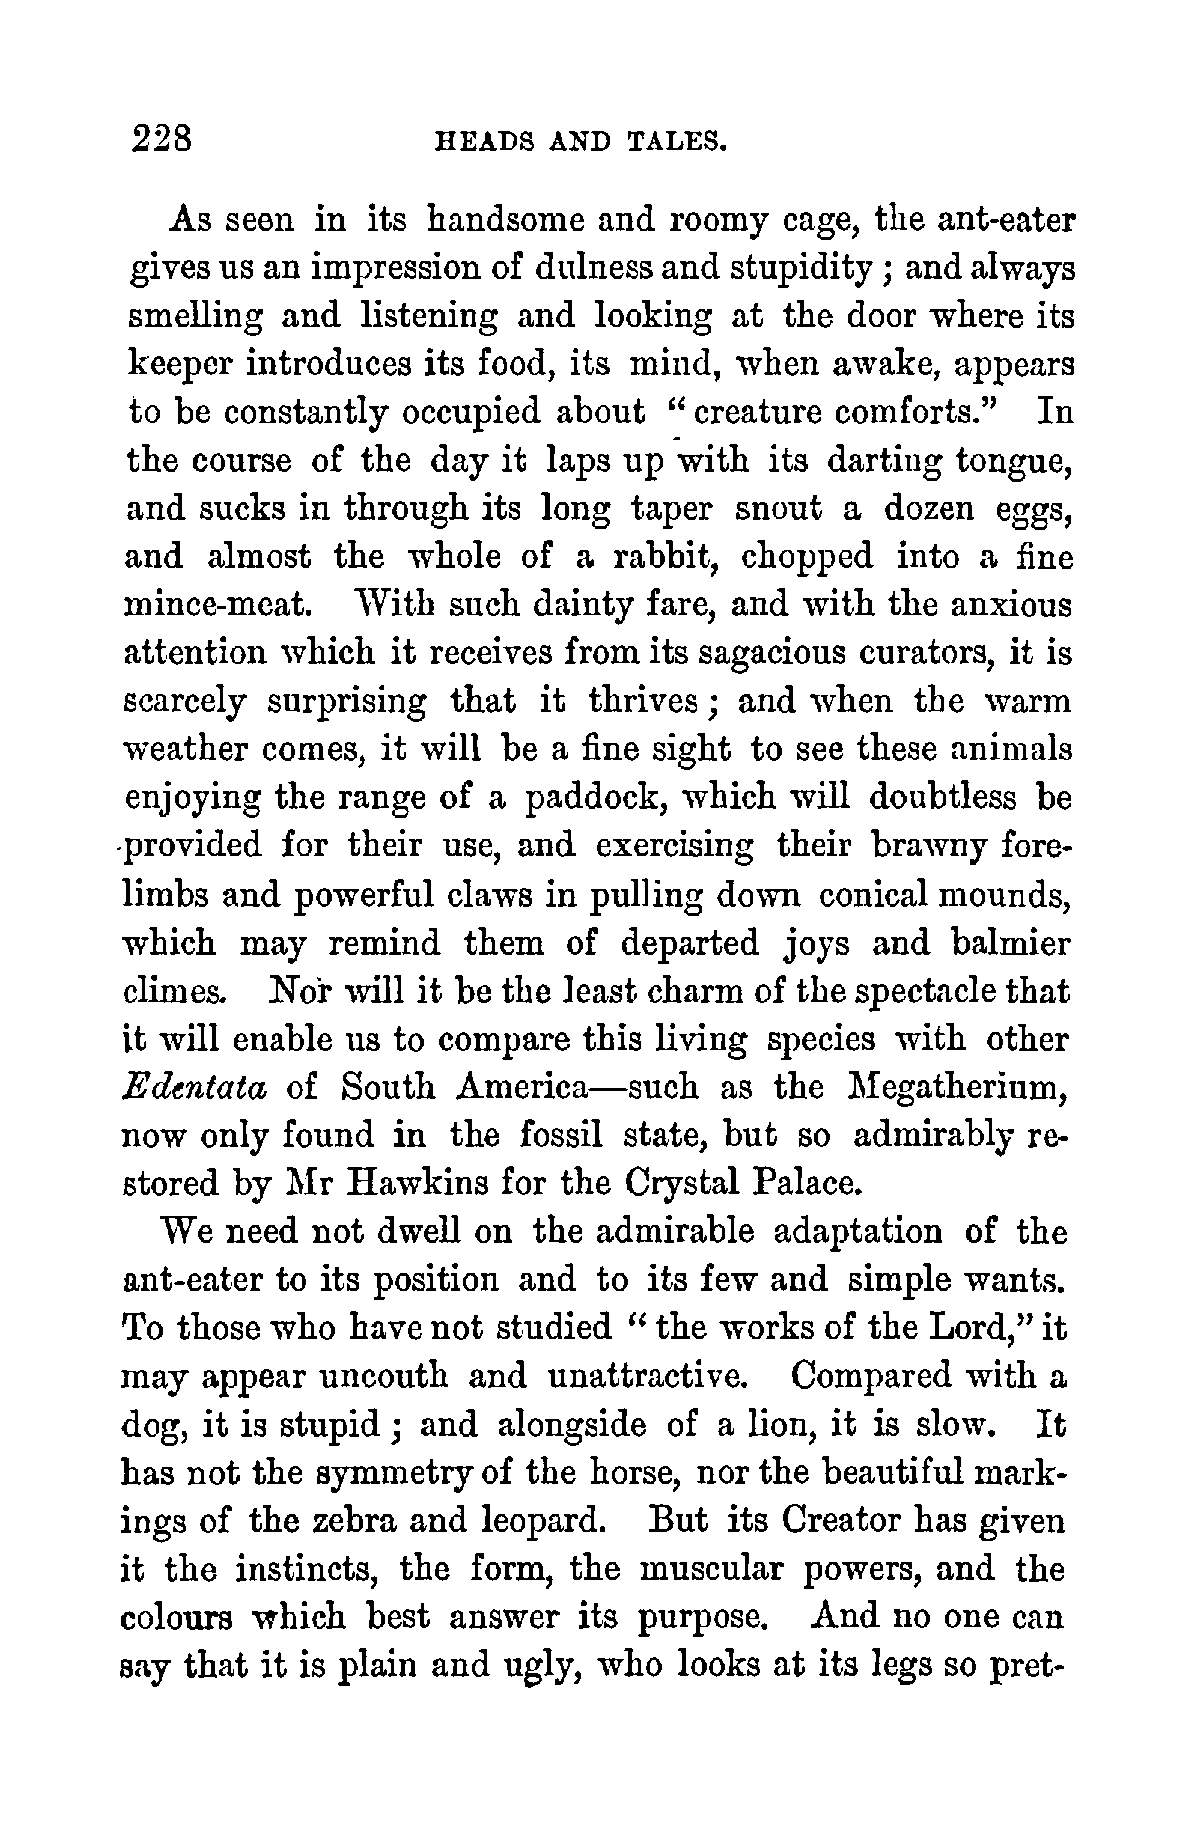 228 HEADS AND TALES.
As seen in its handsome and roomy cage, the ant-eater
gives us an impression of dulness and stupidity ; and always
smelling and listening and looking at the door where its
keeper introduces its food, its mind, when awake, appears
to be constantly occupied about “ creature comforts.” In
the course of the day it laps up with its darting tongue,
and sucks in through its long taper snout a dozen eggs,
and almost the whole of a rabbit, chopped into a fine
mince-meat. With such dainty fare, and with the anxious
attention which it receives from its sagacious curators, it is
scarcely surprising that it thrives ; and when the warm
weather comes, it will be a fine sight to see these animals
enjoying the range of a paddock, which will doubtless be
provided for their use, and exercising their brawny fore-
limbs and powerful claws in pulling down conical mounds,
which may remind them of departed joys and balmier
climes. Nor will it be the least charm of the spectacle that
it will enable us to compare this living species with other
Edentata of South America—such as the Megatherium,
now only found in the fossil state, but so admirably re-
stored by Mr Hawkins for the Crystal Palace.
We need not dwell on the admirable adaptation of the
ant-eater to its position and to its few and simple wants.
To those who have not studied “ the works of the Lord,” it
may appear uncouth and unattractive. Compared with a
dog, it is stupid ; and alongside of a lion, it is slow. It
has not the symmetry of the horse, nor the beautiful mark-
ings of the zebra and leopard. But its Creator has given
it the instincts, the form, the muscular powers, and the
colours which best answer its purpose. And no one can
say that it is plain and ugly, who looks at its legs so pret-